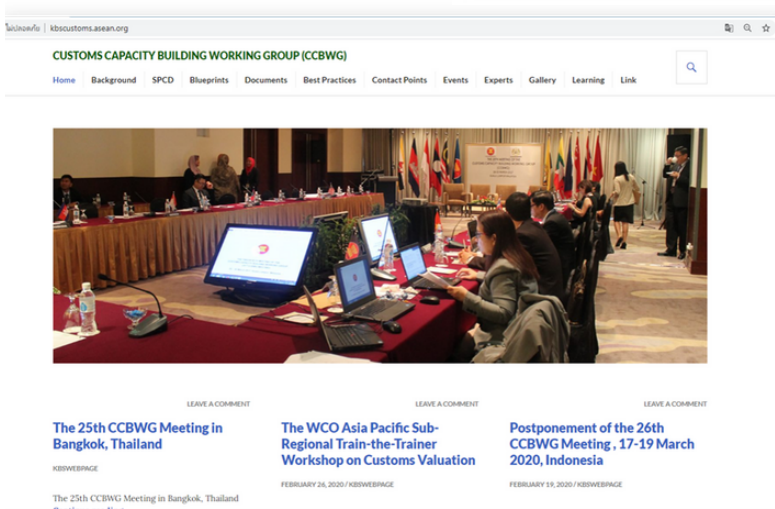 ไม่ปลอดภัย | kbscustoms.asean.org
CUSTOMS CAPACITY BUILDING WORKING GROUP (CCBWG)
Home Background SPCD Blueprints Documents Best Practices Contact Points Events Experts Gallery Learning Link
LEAVE A COMMENT LEAVE A COMMENT LEAVE A COMMENT
The 25th CCBWG Meeting in
Bangkok, Thailand
KBSWEBPAGE
The 25th CCBWG Meeting in Bangkok, Thailand
The WCO Asia Pacific Sub-
Regional Train-the-Trainer
Workshop on Customs Valuation
FEBRUARY 26, 2020 / KBSWEBPAGE
Postponement of the 26th
CCBWG Meeting , 17-19 March
2020, Indonesia
FEBRUARY 19, 2020 / KBSWEBPAGE